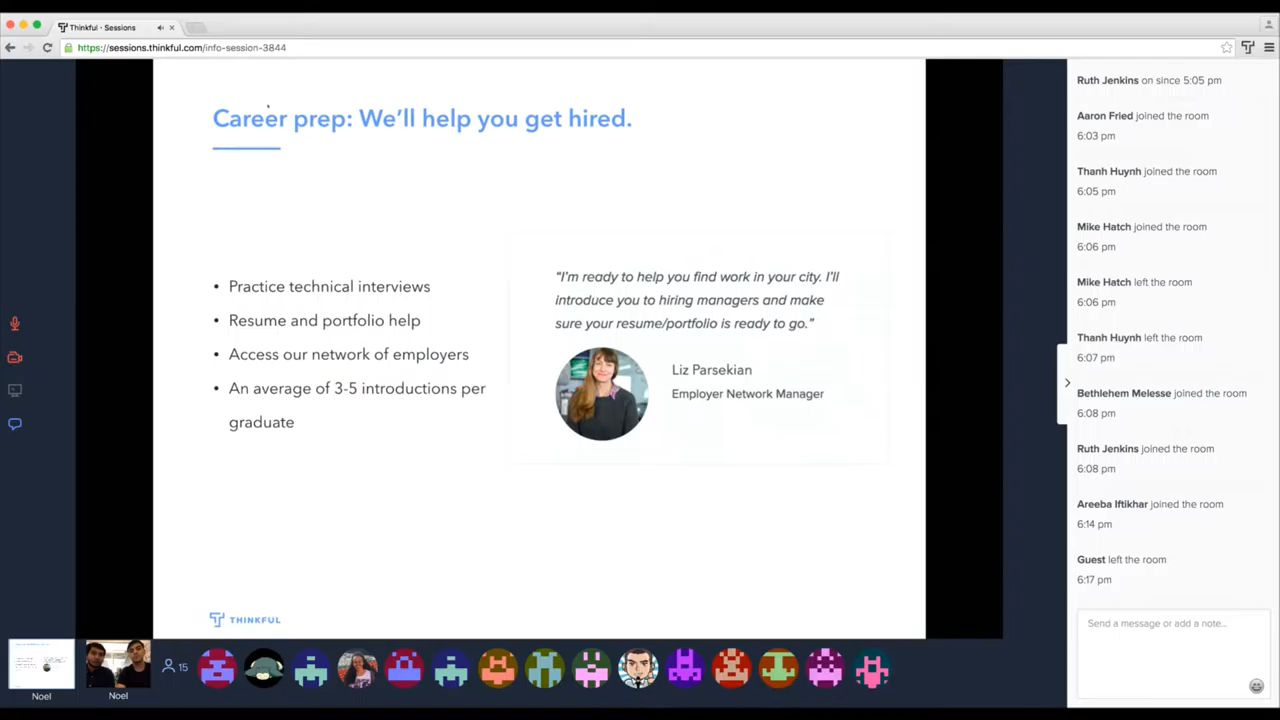 Thinkful - Sessions
https://sessions.thinkful.com/info-session-3844
Career prep: We'll help you get hired.
• Practice technical interviews
• Resume and portfolio help
• Access our network of employers
• An average of 3-5 introductions per
graduate
"I'm ready to help you find work in your city. I'll
introduce you to hiring managers and make
sure your resume/portfolio is ready to go."
Liz Parsekian
Employer Network Manager
THINKFUL
Ruth Jenkins on since 5:05 pm
Aaron Fried joined the room
6:03 pm
Thanh Huynh joined the room
6:05 pm
Mike Hatch joined the room
6:06 pm
Mike Hatch left the room
6:06 pm
Thanh Huynh left the room
6:07 pm
Bethlehem Melesse joined the room
6:08 pm
Ruth Jenkins joined the room
6:08 pm
Areeba Iftikhar joined the room
6:14 pm
Guest left the room
6:17 pm
Send a message or add a note...
15
Noel
Noel